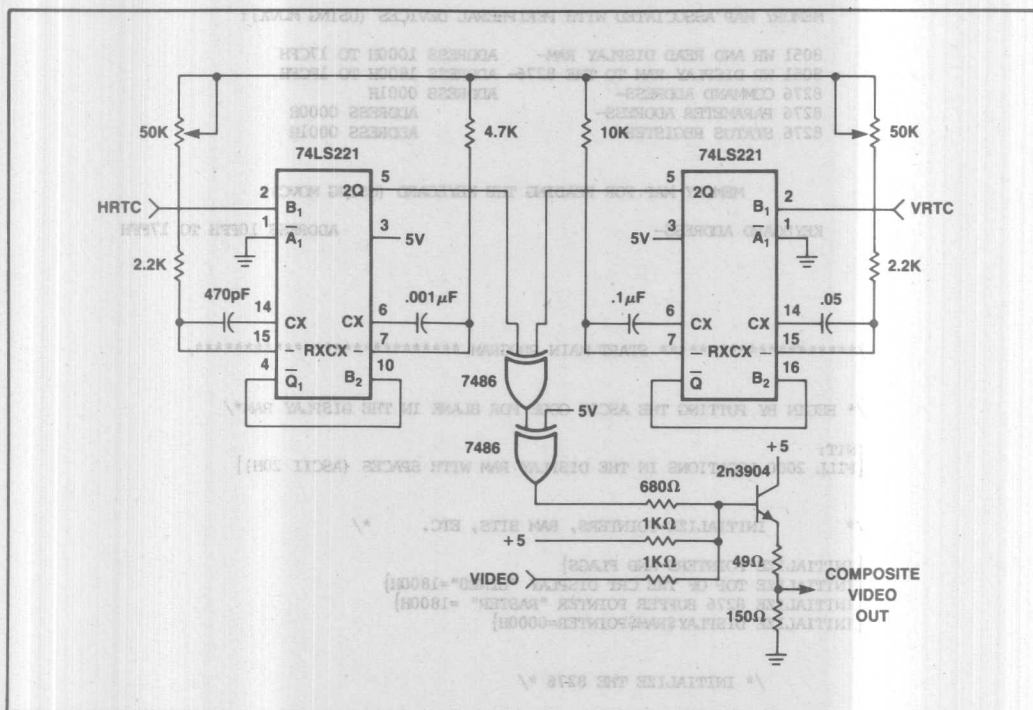 50K
4.7K
10K
50K
74LS221
74LS221
HRTC
2
B₁
2Q
5
1
A̅₁
3
5V
2.2K
470pF
14
CX
CX
6
.001µF
15
RXCX
7
4
Q̅₁
B₂
10
5
2Q
B₁
2
VRTC
5V
3
A̅₁
1
2.2K
.1µF
6
CX
CX
14
.05
7
RXCX
15
Q̅
B₂
16
7486
5V
7486
+5
2n3904
680Ω
1KΩ
+5
1KΩ
VIDEO
49Ω
COMPOSITE
VIDEO
OUT
150Ω